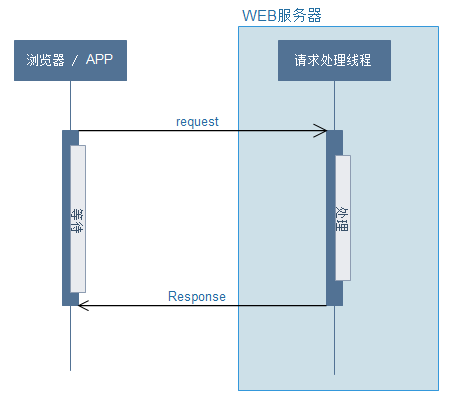 WEB服务器
浏览器 / APP
请求处理线程
request
等待
处理
Response